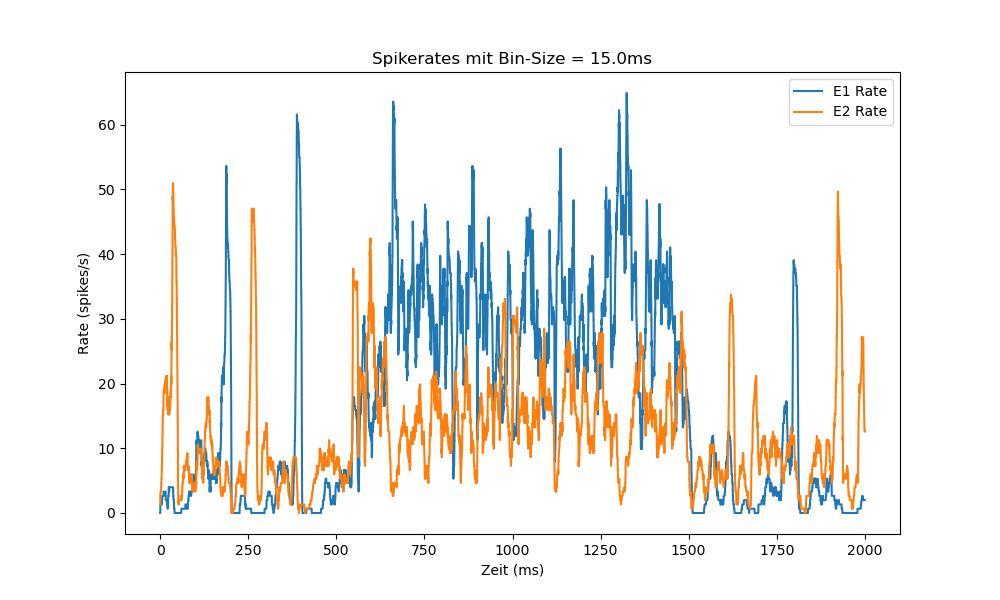 Spikerates mit Bin-Size = 15.0ms
E1 Rate
E2 Rate
60
50
40
30
20
10
0
Rate (spikes/s)
0 250 500 750 1000 1250 1500 1750 2000
Zeit (ms)